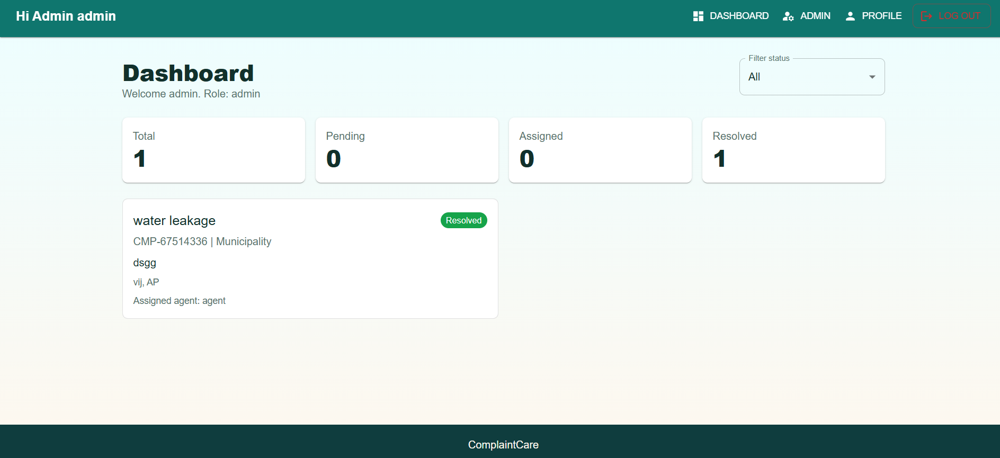 Hi Admin admin
DASHBOARD
ADMIN
PROFILE
LOG OUT
Dashboard
Welcome admin. Role: admin
Filter status
All
Total
1
Pending
0
Assigned
0
Resolved
1
water leakage
Resolved
CMP-67514336 | Municipality
dsgg
vij, AP
Assigned agent: agent
ComplaintCare